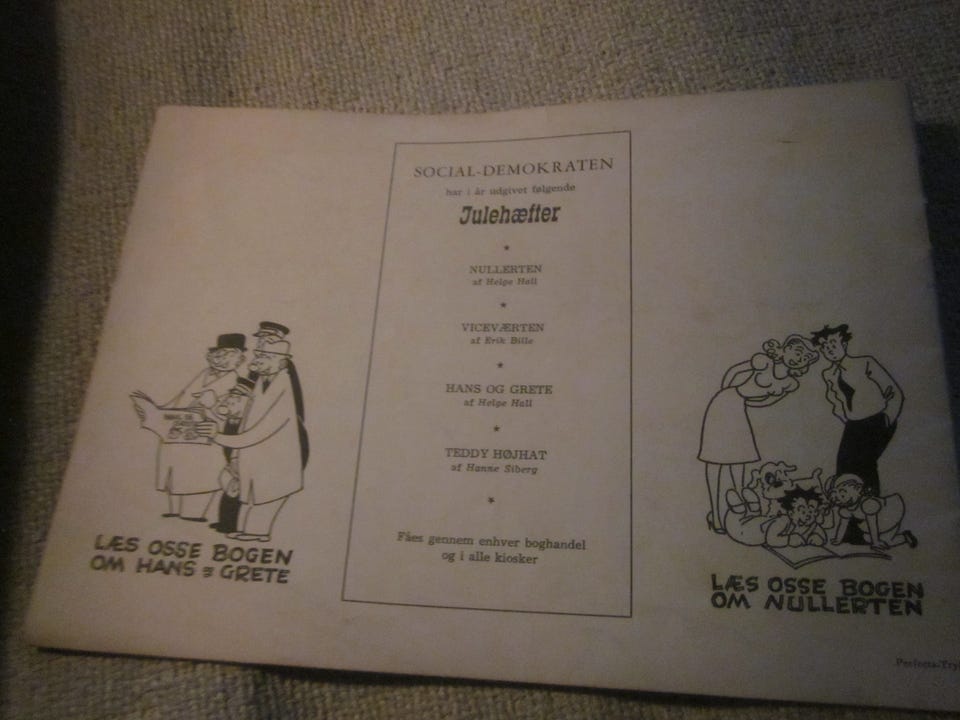 SOCIAL-DEMOKRATEN
har i år udgivet følgende
Julehæfter
NULLERTEN
af Helge Hall
VICEVÆRTEN
af Erik Bille
HANS OG GRETE
af Helge Hall
TEDDY HØJHAT
af Hanne Siberg
Fåes gennem enhver boghandel
og i alle kiosker
LÆS OSSE BOGEN
OM HANS & GRETE
LÆS OSSE BOGEN
OM NULLERTEN
Perfecta-Try